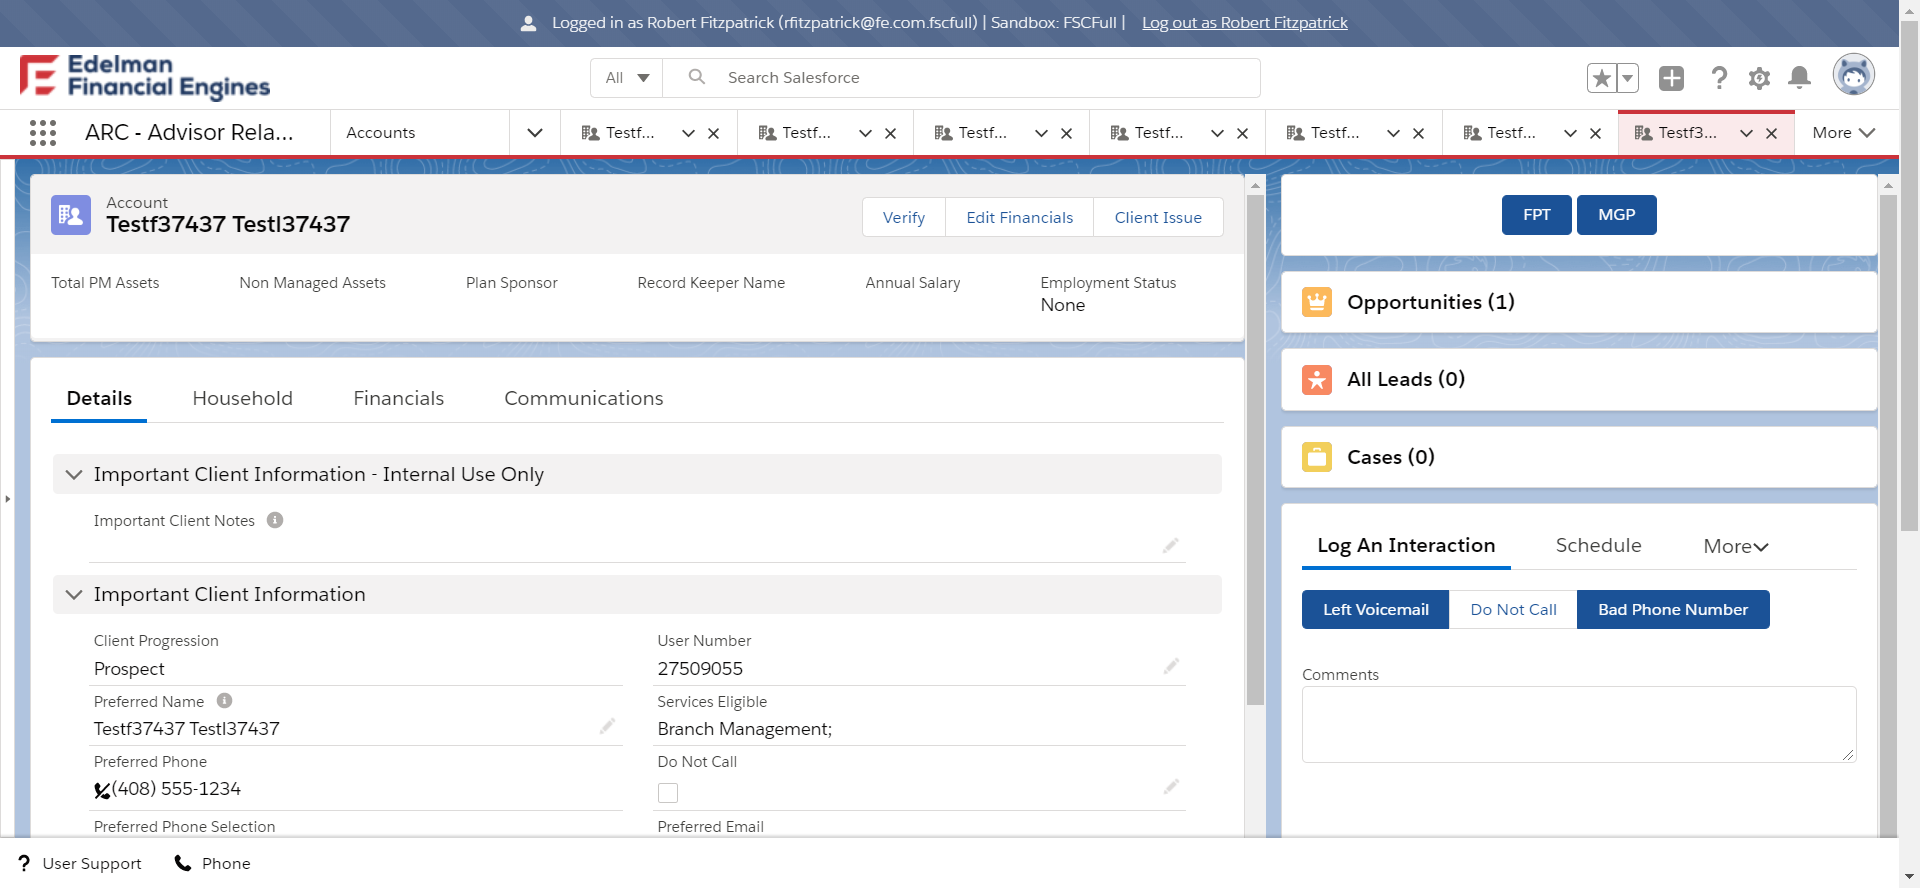 Logged in as Robert Fitzpatrick (rfitzpatrick@fe.com.fscfull) | Sandbox: FSCFull | Log out as Robert Fitzpatrick
Edelman
Financial Engines
All
Search Salesforce
ARC - Advisor Rela...
Accounts
Testf...
Testf...
Testf...
Testf...
Testf...
Testf...
Testf3...
More
Account
Testf37437 Testl37437
Verify
Edit Financials
Client Issue
Total PM Assets
Non Managed Assets
Plan Sponsor
Record Keeper Name
Annual Salary
Employment Status
None
Details
Household
Financials
Communications
Important Client Information - Internal Use Only
Important Client Notes
Important Client Information
Client Progression
Prospect
User Number
27509055
Preferred Name
Testf37437 Testl37437
Services Eligible
Branch Management;
Preferred Phone
(408) 555-1234
Do Not Call
Preferred Phone Selection
Preferred Email
FPT
MGP
Opportunities (1)
All Leads (0)
Cases (0)
Log An Interaction
Schedule
More
Left Voicemail
Do Not Call
Bad Phone Number
Comments
? User Support
Phone